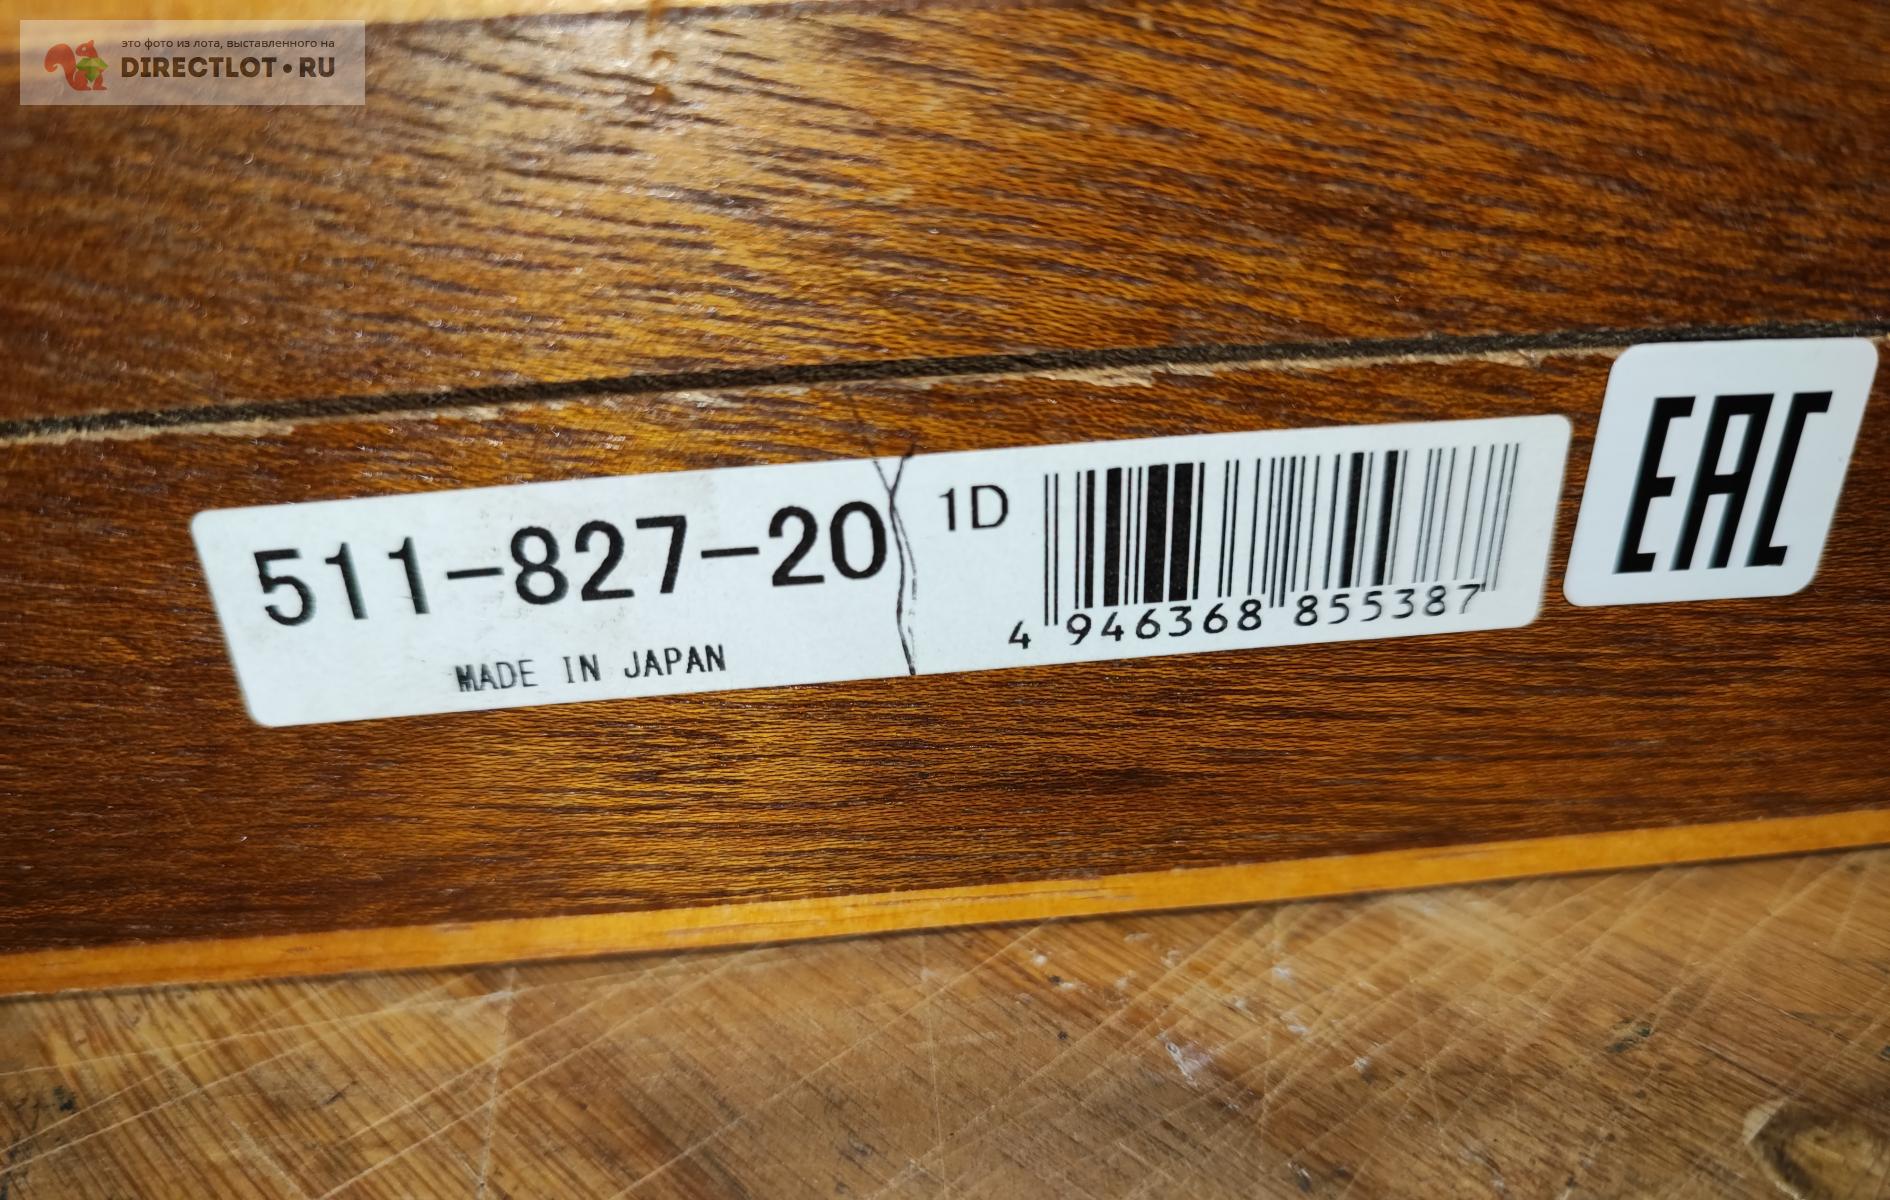 это фото из лота, выставленного на
DIRECTLOT•RU
511-827-20
1D
MADE IN JAPAN
4 946368 855387
EAC